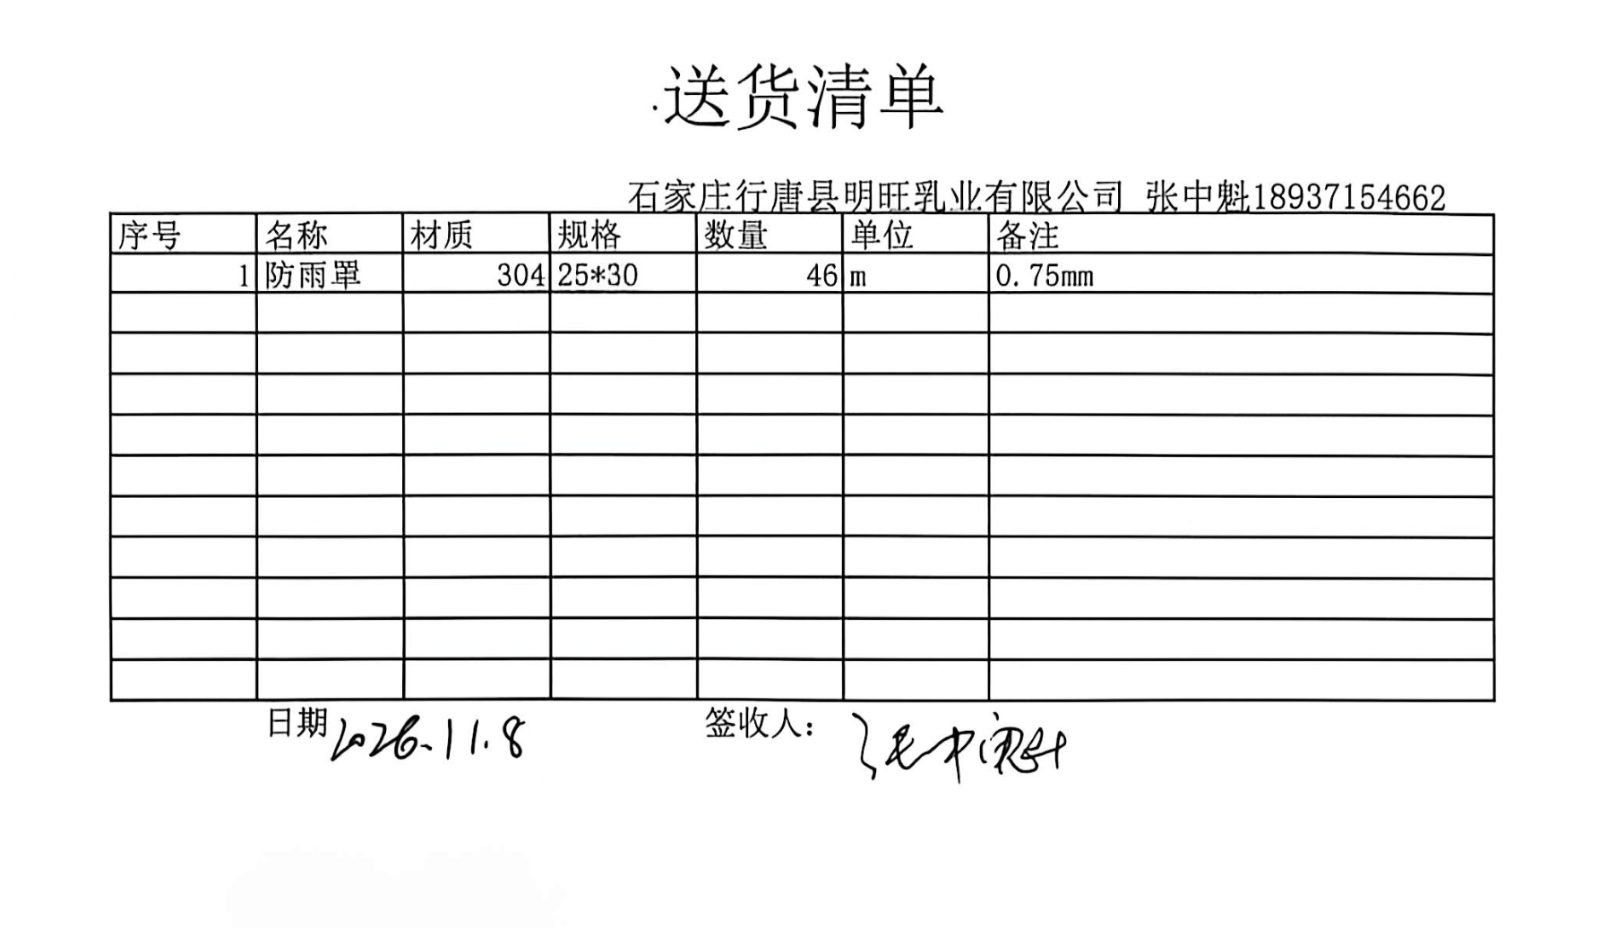 送货清单
石家庄行唐县明旺乳业有限公司 张中魁18937154662
序号 名称 材质 规格 数量 单位 备注
1 防雨罩 304 25*30 46 m 0.75mm
日期 2026.11.8 签收人: 张中魁